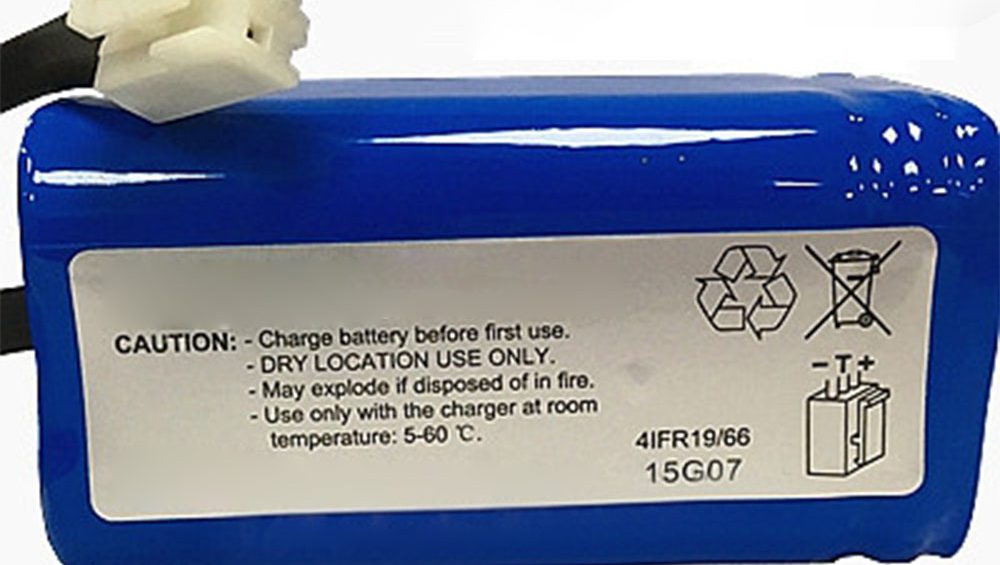 CAUTION: - Charge battery before first use.
- DRY LOCATION USE ONLY.
- May explode if disposed of in fire.
- Use only with the charger at room
temperature: 5-60 ℃.
− T +
4IFR19/66
15G07